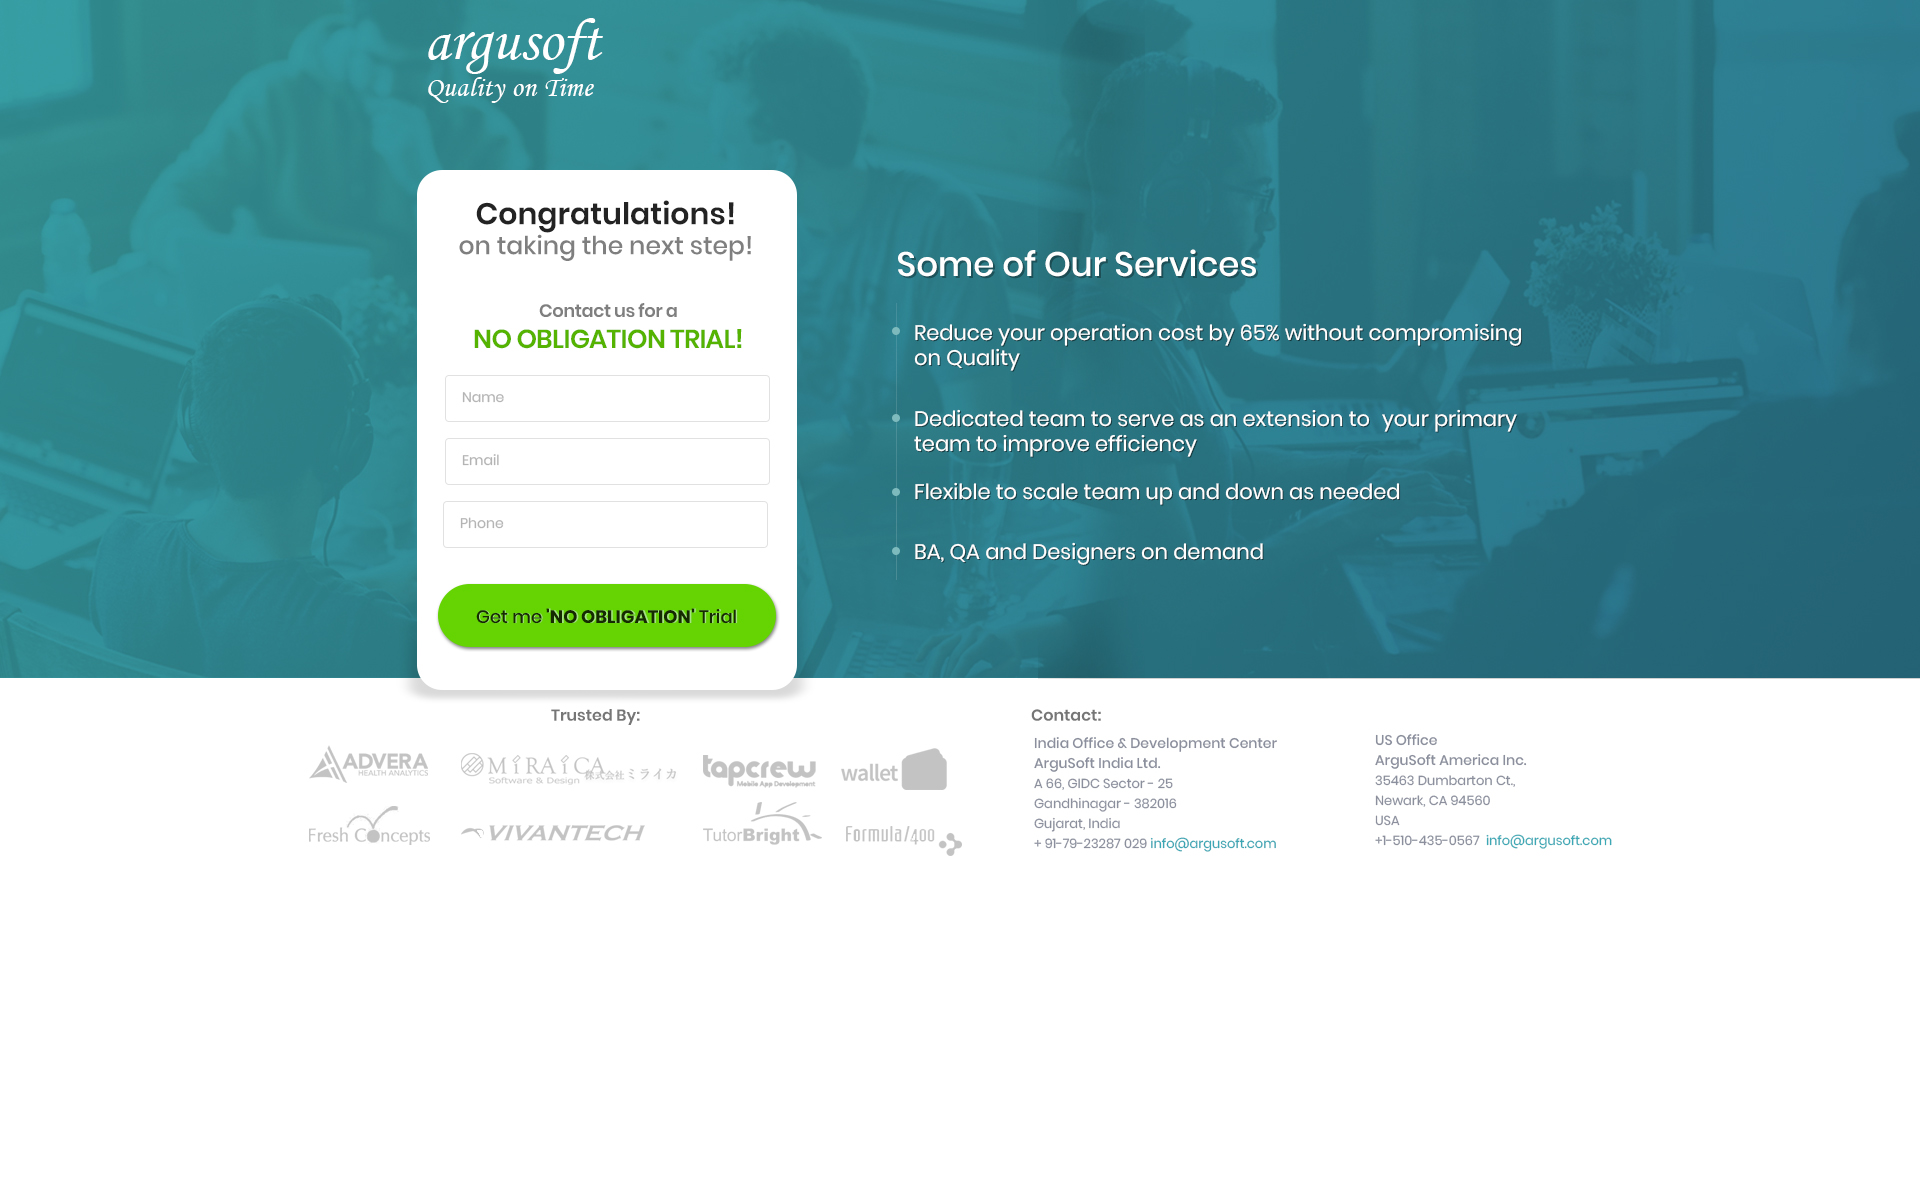 argusoft
Quality on Time
Congratulations!
on taking the next step!
Contact us for a
NO OBLIGATION TRIAL!
Name
Email
Phone
Get me 'NO OBLIGATION' Trial
Some of Our Services
Reduce your operation cost by 65% without compromising
on Quality
Dedicated team to serve as an extension to your primary
team to improve efficiency
Flexible to scale team up and down as needed
BA, QA and Designers on demand
Trusted By:
ADVERA
HEALTH ANALYTICS
MiRAiCA
Software & Design
株式会社ミライカ
tapcrew
Mobile App Development
wallet
Fresh Concepts
VIVANTECH
TutorBright
Formula/400
Contact:
India Office & Development Center
ArguSoft India Ltd.
A 66, GIDC Sector - 25
Gandhinagar - 382016
Gujarat, India
+ 91-79-23287 029 info@argusoft.com
US Office
ArguSoft America Inc.
35463 Dumbarton Ct.,
Newark, CA 94560
USA
+1-510-435-0567 info@argusoft.com